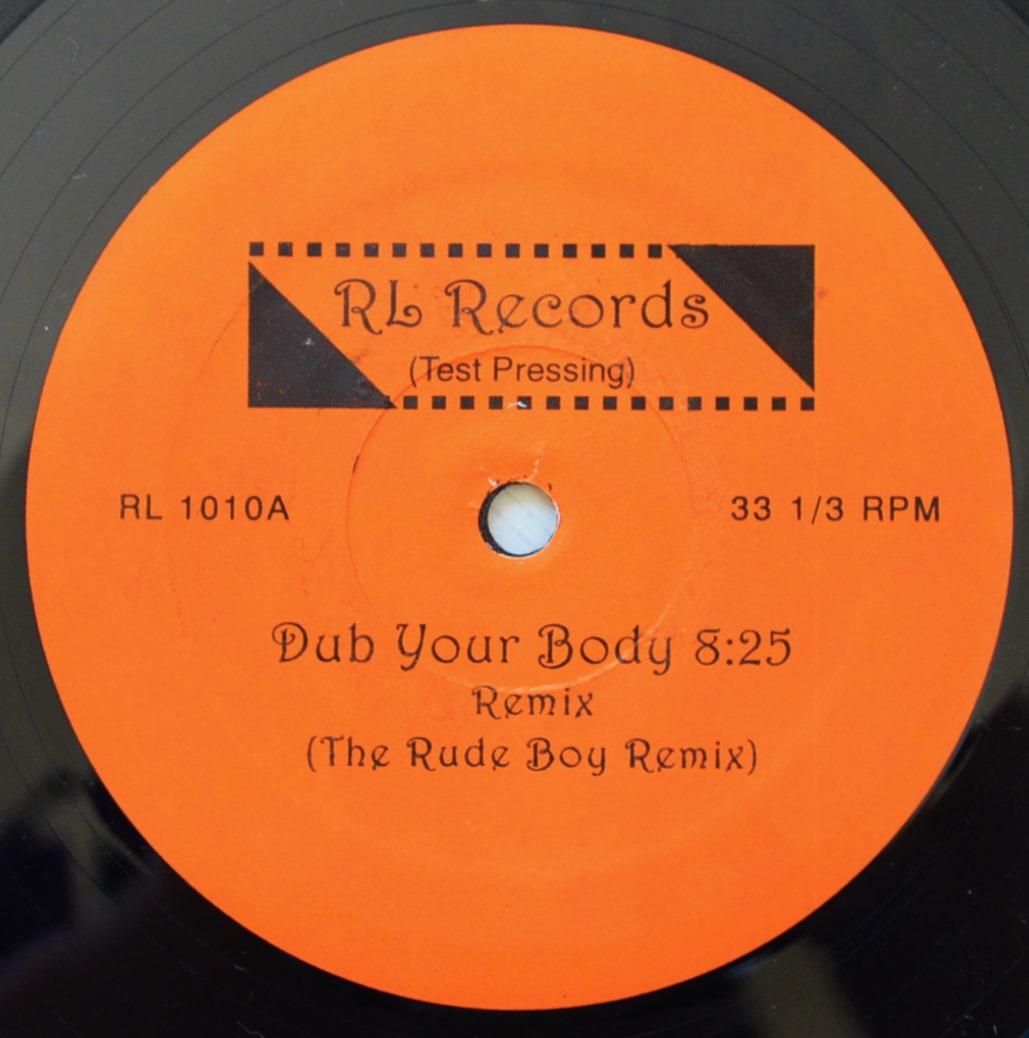 RL Records
(Test Pressing)
RL 1010A
33 1/3 RPM
Dub Your Body 8:25
Remix
(The Rude Boy Remix)